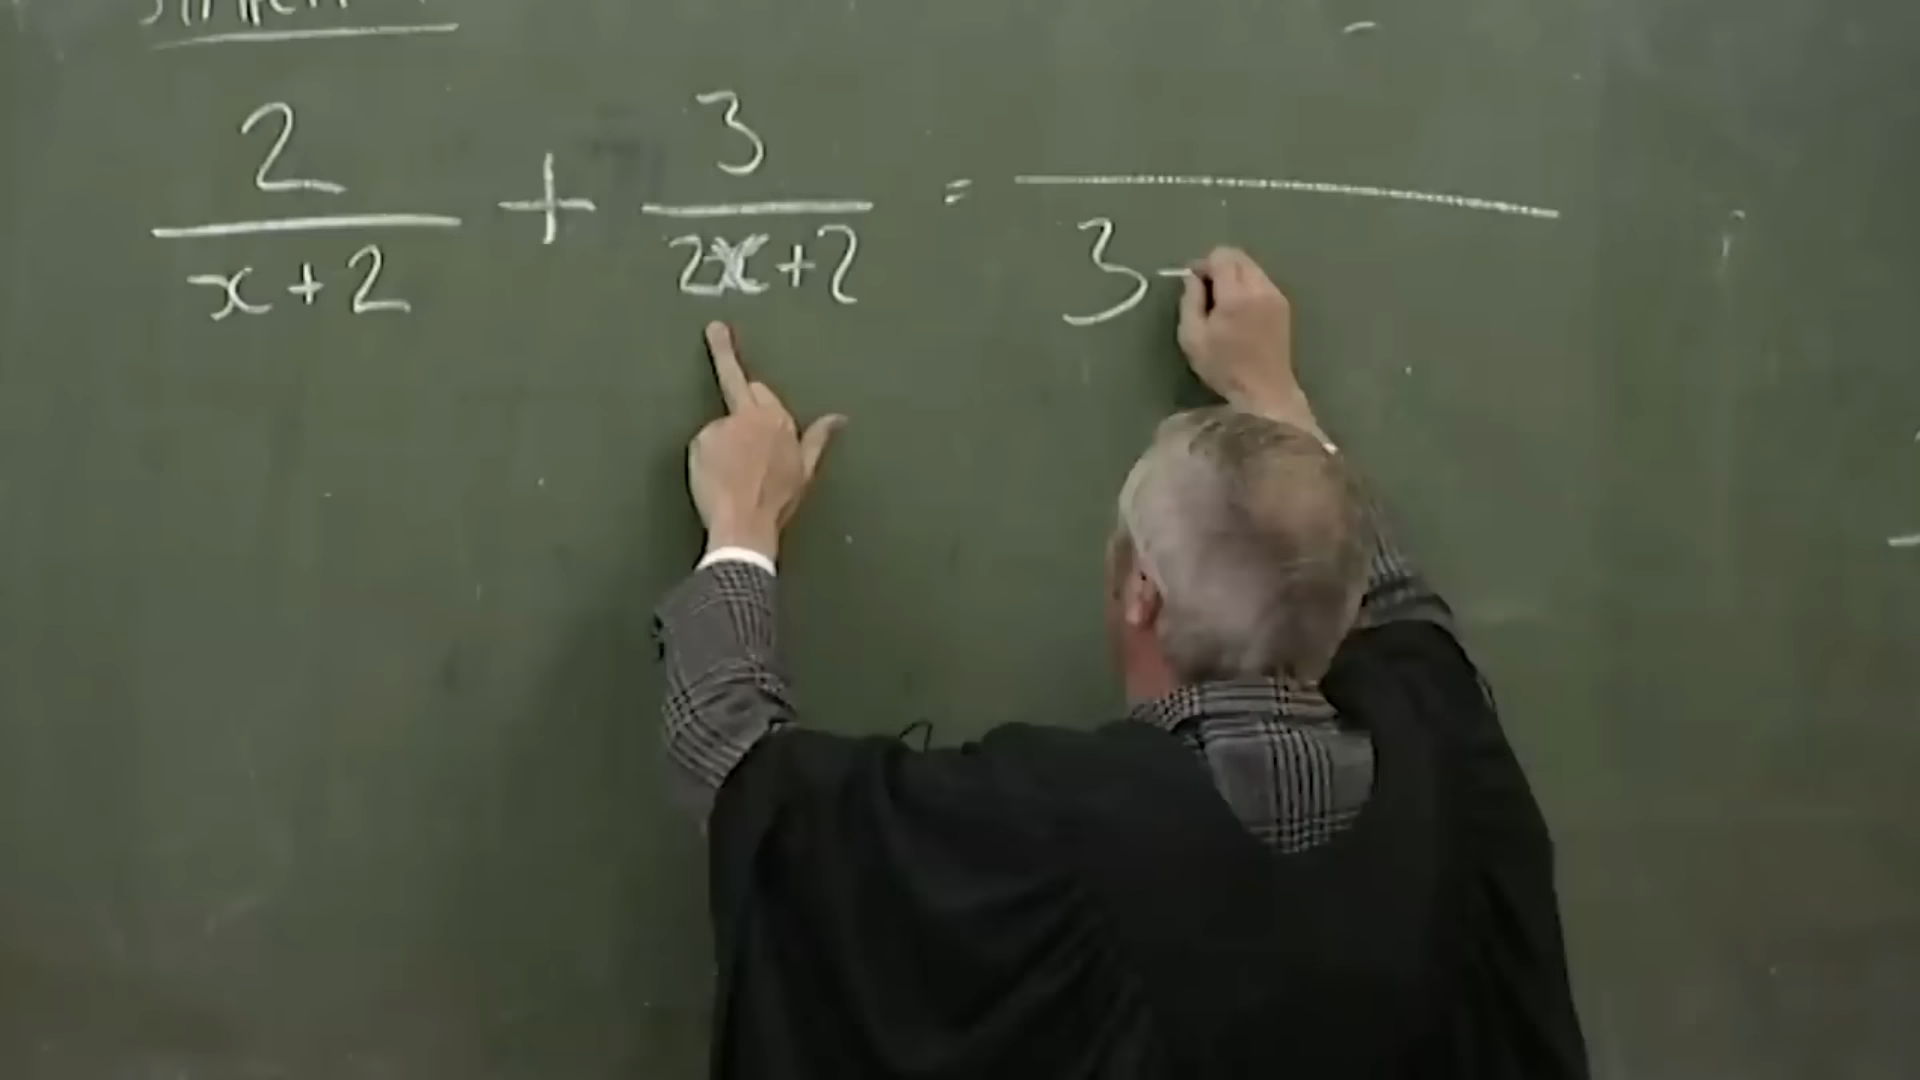 2/(x+2) + 3/(2x+2) = /3-